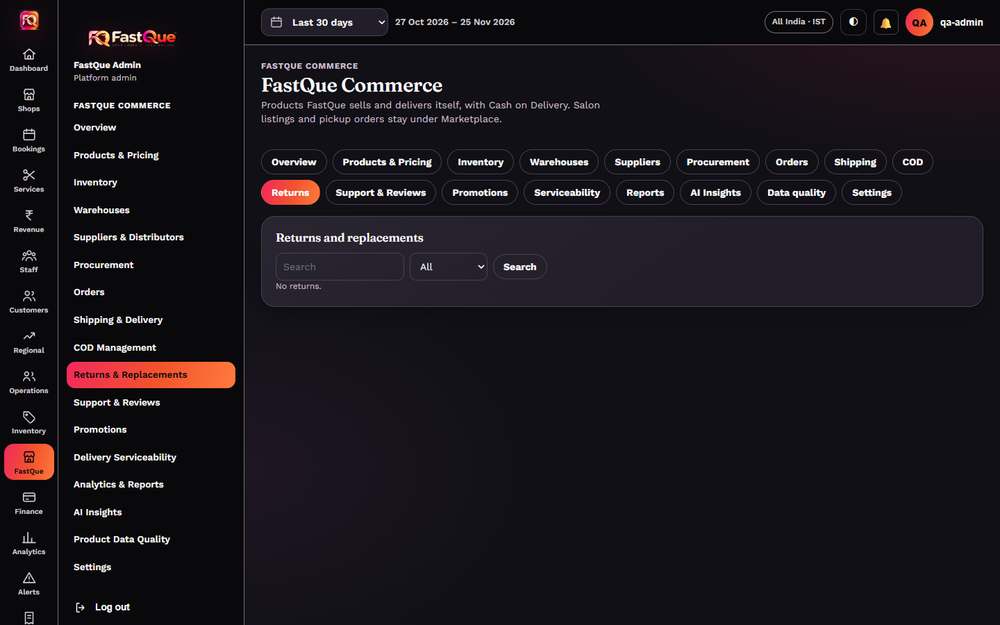 Dashboard
Shops
Bookings
Services
Revenue
Staff
Customers
Regional
Operations
Inventory
FastQue
Finance
Analytics
Alerts
FastQue
FastQue Admin
Platform admin
FASTQUE COMMERCE
Overview
Products & Pricing
Inventory
Warehouses
Suppliers & Distributors
Procurement
Orders
Shipping & Delivery
COD Management
Returns & Replacements
Support & Reviews
Promotions
Delivery Serviceability
Analytics & Reports
AI Insights
Product Data Quality
Settings
Log out
Last 30 days 27 Oct 2026 – 25 Nov 2026 All India · IST QA qa-admin
FASTQUE COMMERCE
FastQue Commerce
Products FastQue sells and delivers itself, with Cash on Delivery. Salon
listings and pickup orders stay under Marketplace.
Overview Products & Pricing Inventory Warehouses Suppliers Procurement Orders Shipping COD
Returns Support & Reviews Promotions Serviceability Reports AI Insights Data quality Settings
Returns and replacements
Search All Search
No returns.